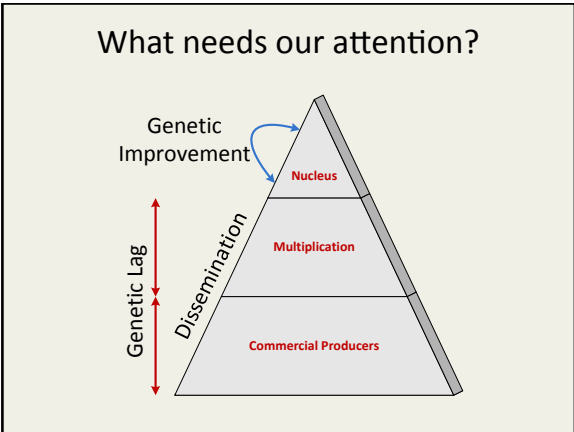 What needs our attention?
Genetic
Improvement
Nucleus
Multiplication
Dissemination
Genetic Lag
Commercial Producers